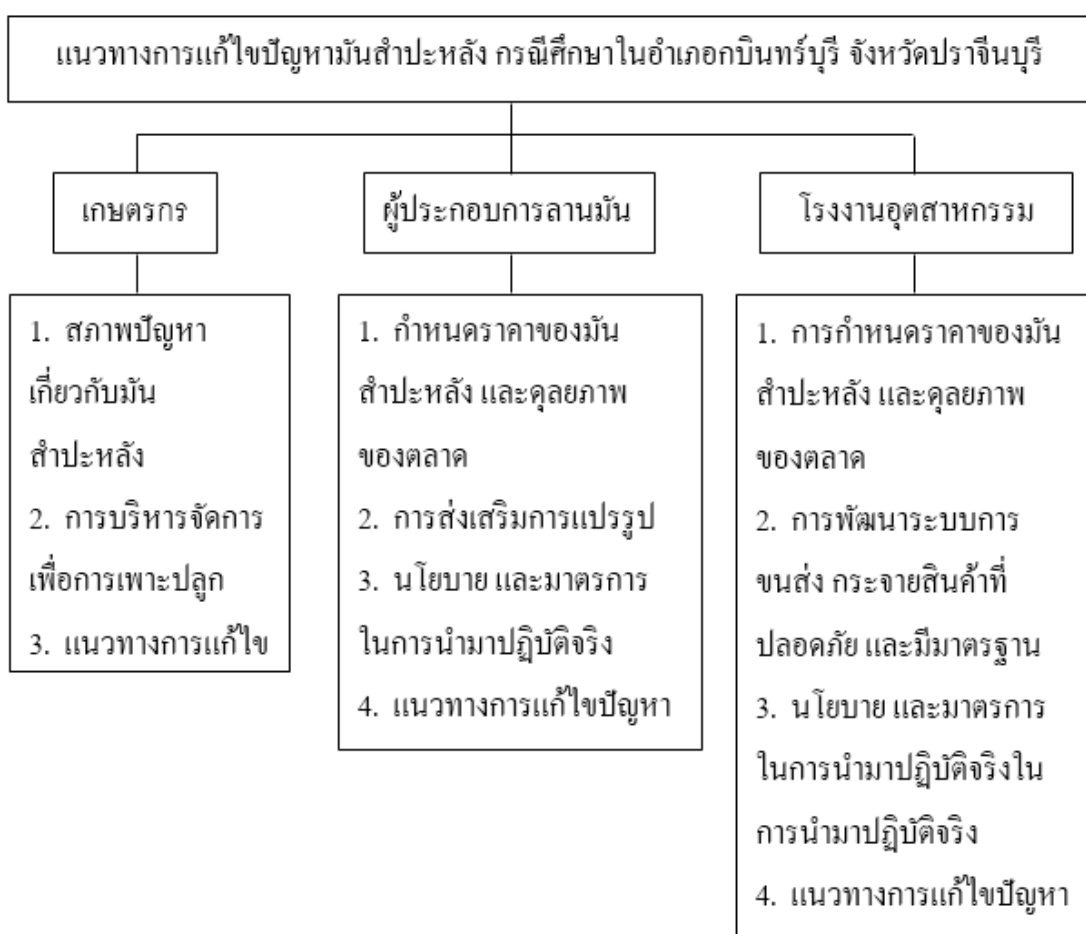 แนวทางการแก้ไขปัญหามันสำปะหลัง กรณีศึกษาในอำเภอกบินทร์บุรี จังหวัดปราจีนบุรี
เกษตรกร
ผู้ประกอบการลานมัน
โรงงานอุตสาหกรรม
1. สภาพปัญหา
เกี่ยวกับมัน
สำปะหลัง
2. การบริหารจัดการ
เพื่อการเพาะปลูก
3. แนวทางการแก้ไข
1. กำหนดราคาของมัน
สำปะหลัง และดุลยภาพ
ของตลาด
2. การส่งเสริมการแปรรูป
3. นโยบาย และมาตรการ
ในการนำมาปฏิบัติจริง
4. แนวทางการแก้ไขปัญหา
1. การกำหนดราคาของมัน
สำปะหลัง และดุลยภาพ
ของตลาด
2. การพัฒนาระบบการ
ขนส่ง กระจายสินค้าที่
ปลอดภัย และมีมาตรฐาน
3. นโยบาย และมาตรการ
ในการนำมาปฏิบัติจริงใน
การนำมาปฏิบัติจริง
4. แนวทางการแก้ไขปัญหา